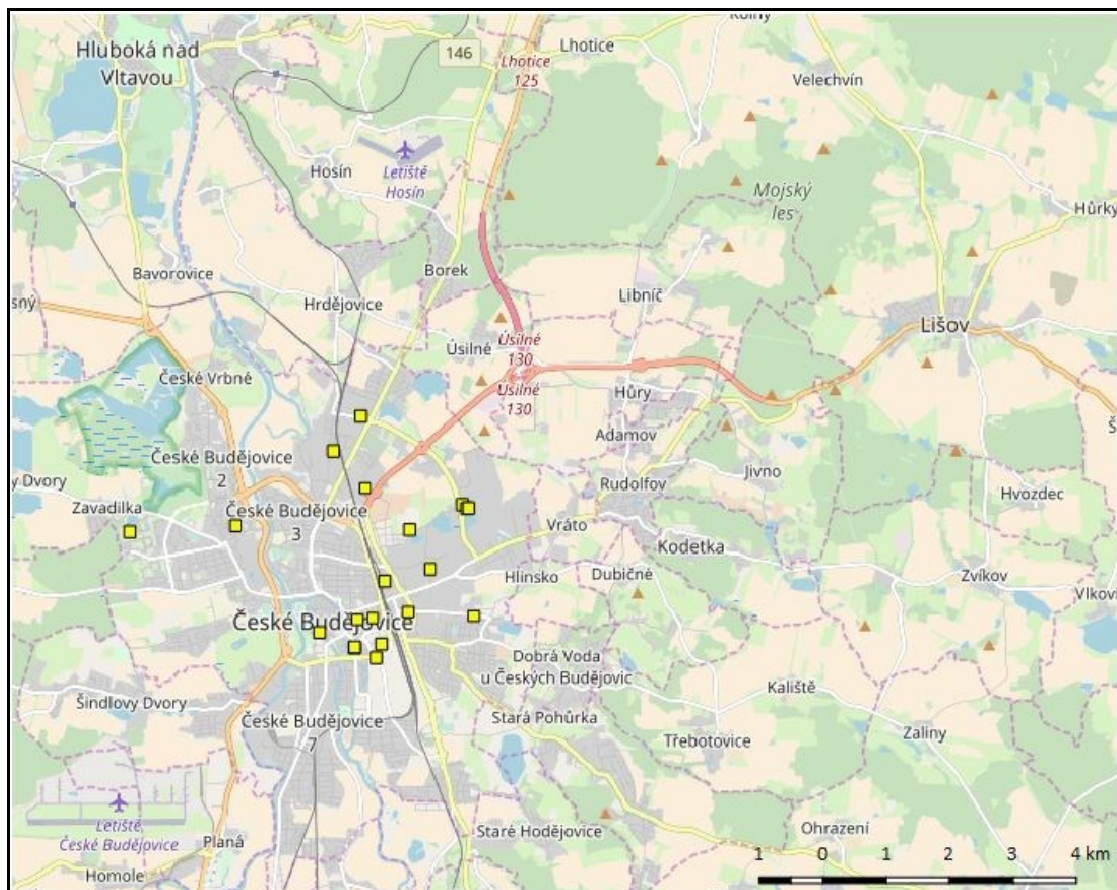 Kolný
Hluboká nad
Vltavou
146
Lhotice
Lhotice
125
Velechvín
Hosín
Letiště
Hosín
Mojský
les
Hůrky
Bavorovice
Borek
Libníč
Hrdějovice
Lišov
Úsilné
Úsilné
130
Úsilné
130
České Vrbné
Hůry
Adamov
České Budějovice
2
Jivno
Rudolfov
Hvozdec
Zavadilka
České Budějovice
3
Vráto
Kodetka
Hlinsko
Dubičné
Zvíkov
České Budějovice
Dobrá Voda
u Českých Budějovic
Kaliště
Šindlovy Dvory
České Budějovice
7
Stará Pohůrka
Třebotovice
Zaliny
Letiště
České Budějovice
Planá
Staré Hodějovice
Ohrazení
Homole
1 0 1 2 3 4 km